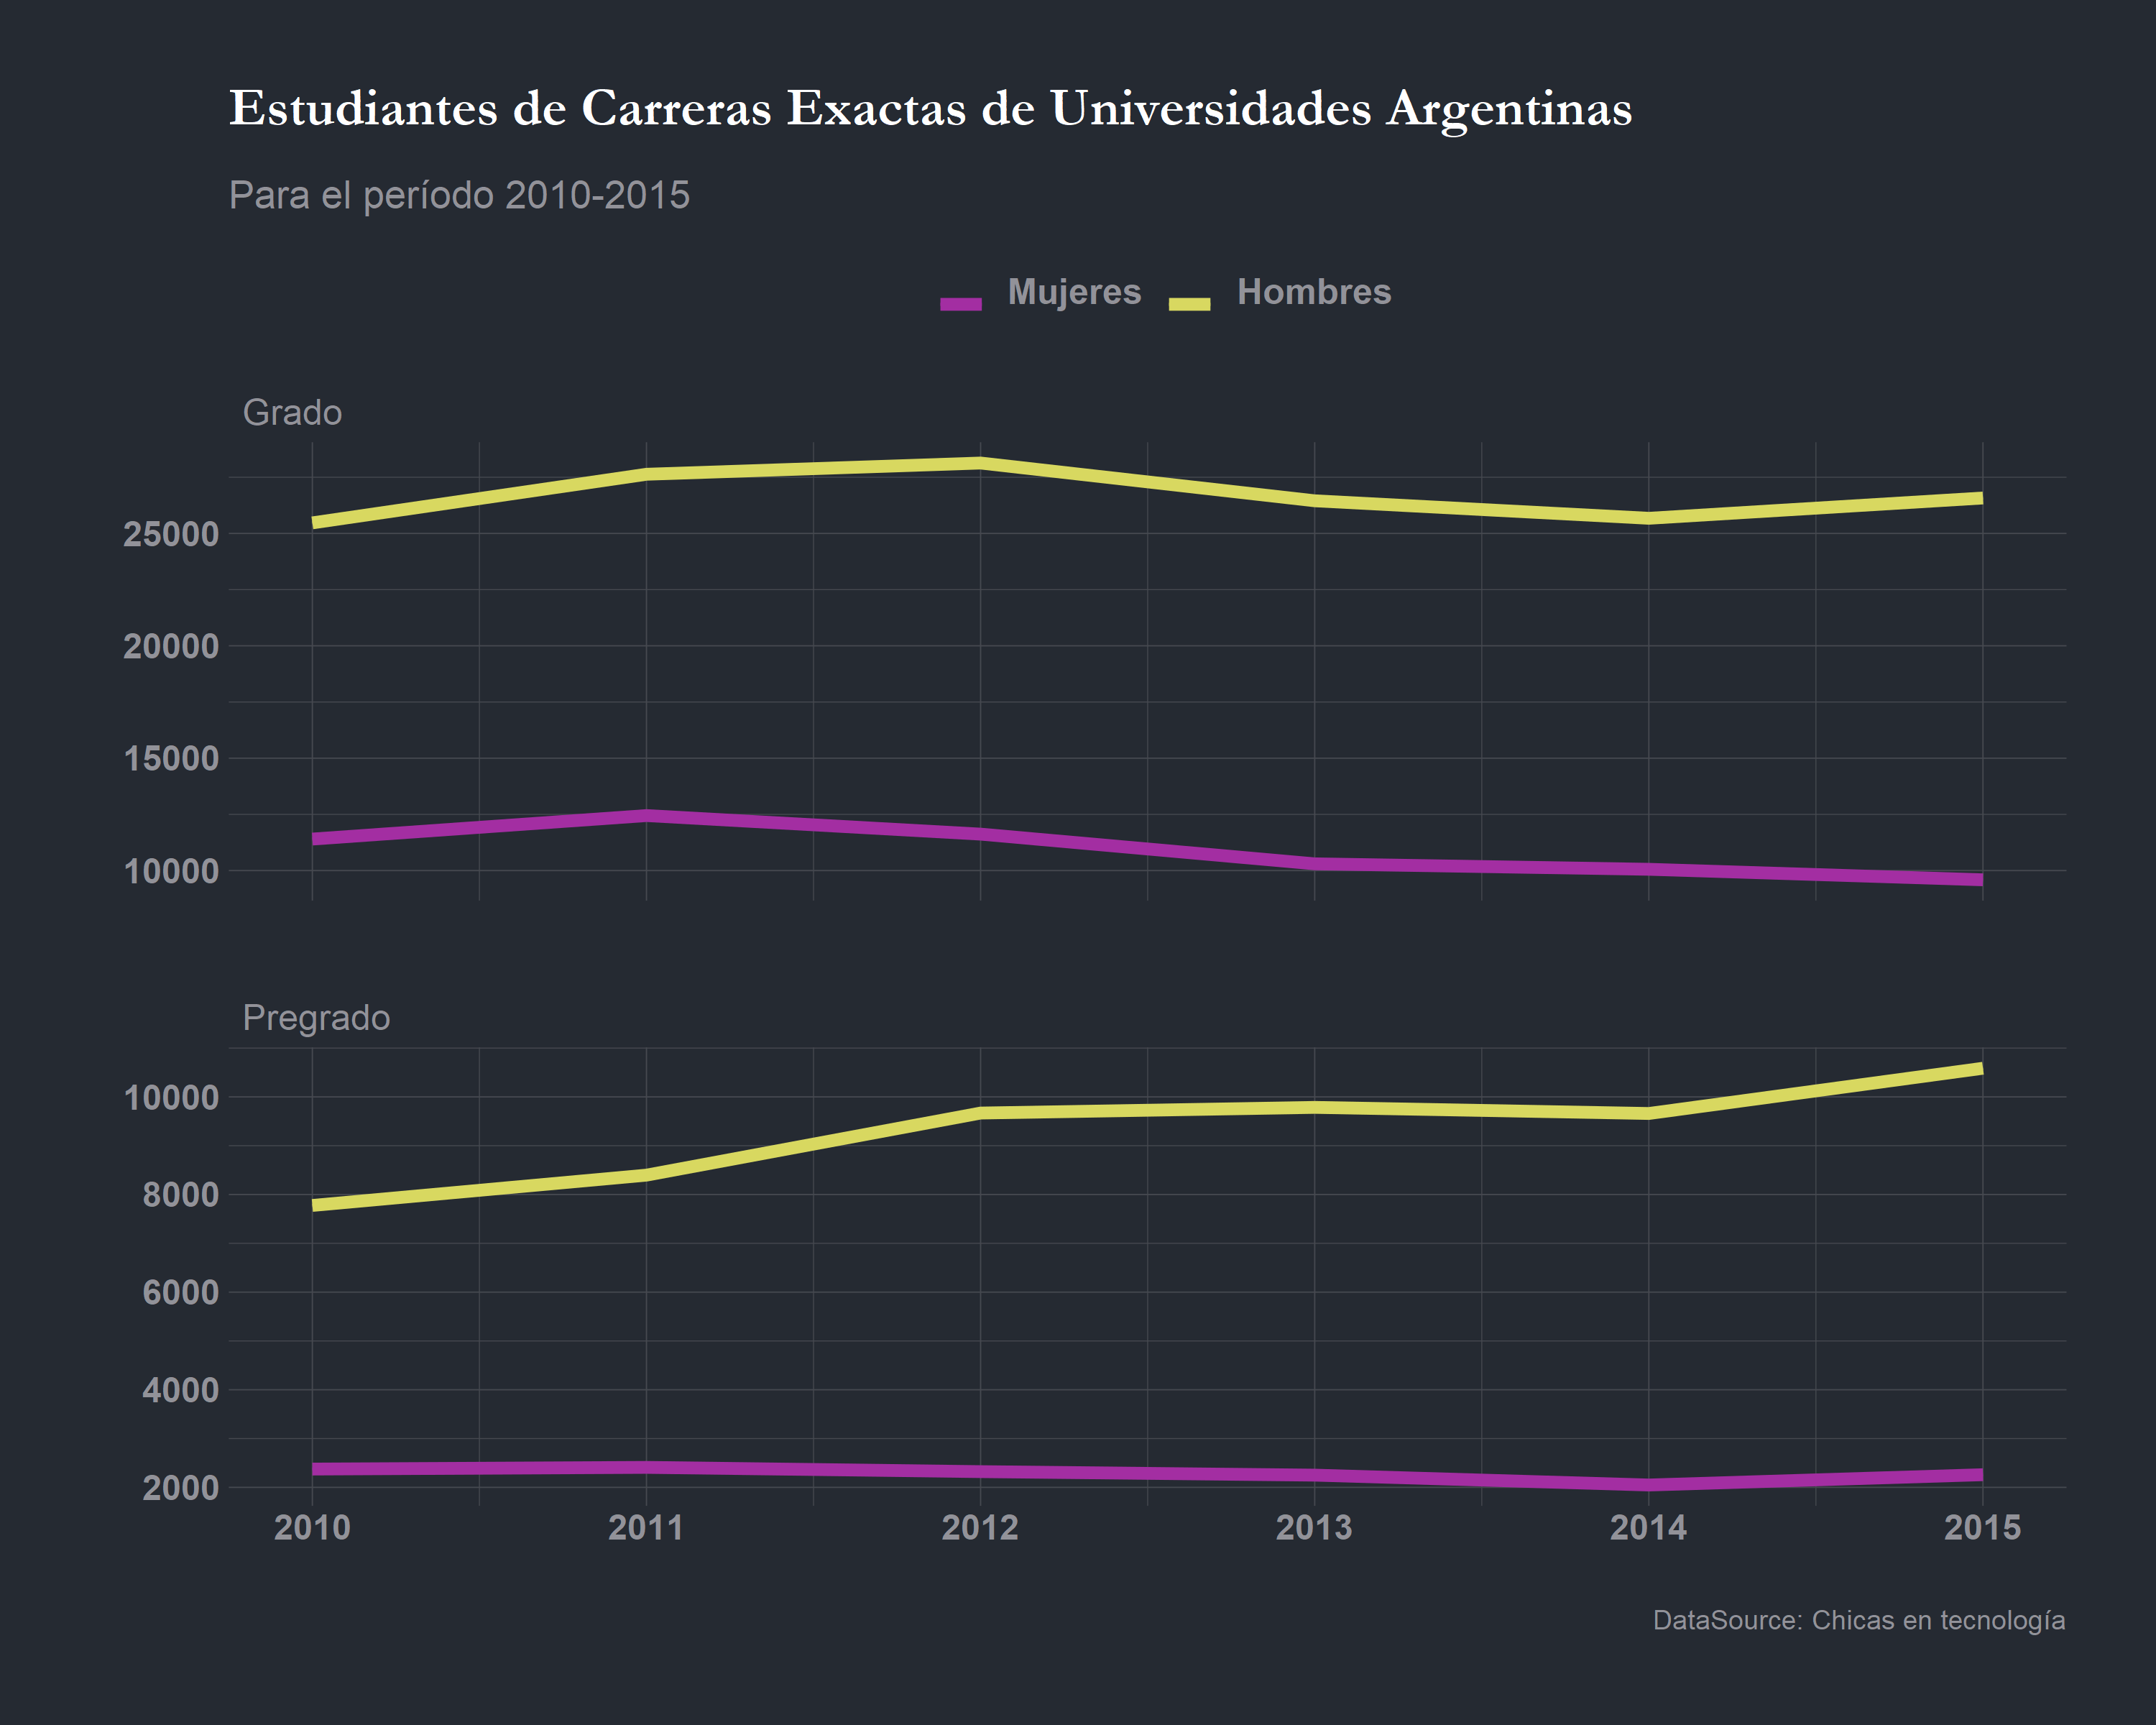 Estudiantes de Carreras Exactas de Universidades Argentinas
Para el período 2010-2015
Mujeres Hombres
Grado
25000
20000
15000
10000
Pregrado
10000
8000
6000
4000
2000
2010 2011 2012 2013 2014 2015
DataSource: Chicas en tecnología